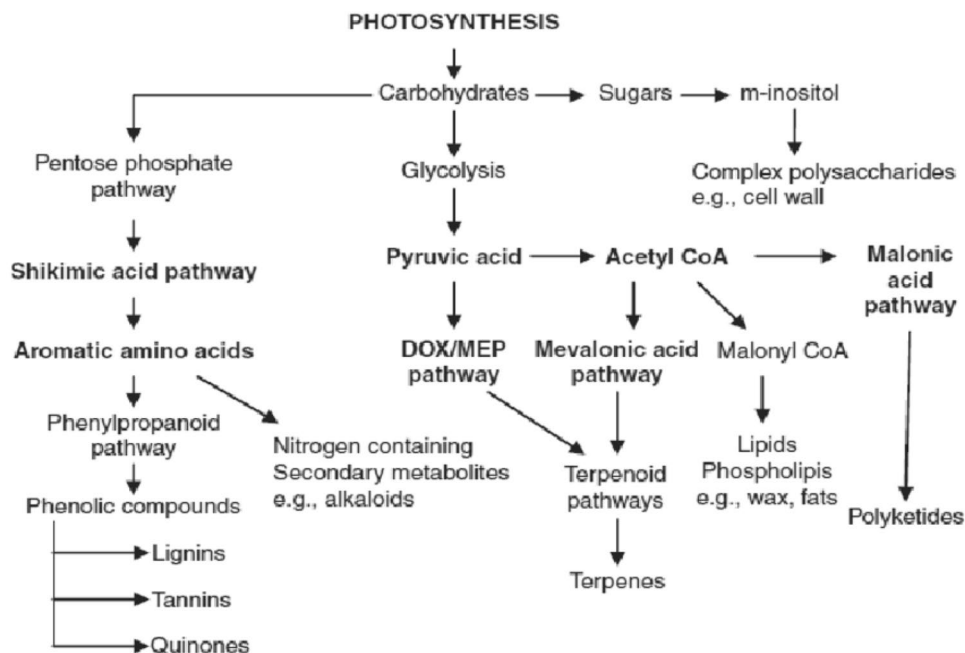 PHOTOSYNTHESIS
Carbohydrates
Sugars
m-inositol
Pentose phosphate
pathway
Glycolysis
Complex polysaccharides
e.g., cell wall
Shikimic acid pathway
Pyruvic acid
Acetyl CoA
Malonic
acid
pathway
Aromatic amino acids
DOX/MEP
pathway
Mevalonic acid
pathway
Malonyl CoA
Phenylpropanoid
pathway
Nitrogen containing
Secondary metabolites
e.g., alkaloids
Terpenoid
pathways
Lipids
Phospholipis
e.g., wax, fats
Phenolic compounds
Polyketides
Lignins
Terpenes
Tannins
Quinones